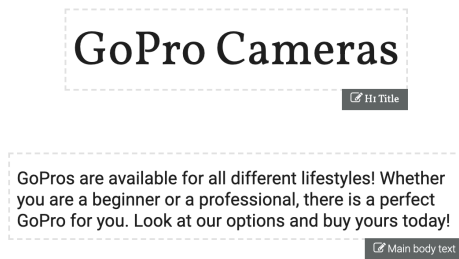 GoPro Cameras
H1 Title
GoPros are available for all different lifestyles! Whether
you are a beginner or a professional, there is a perfect
GoPro for you. Look at our options and buy yours today!
Main body text